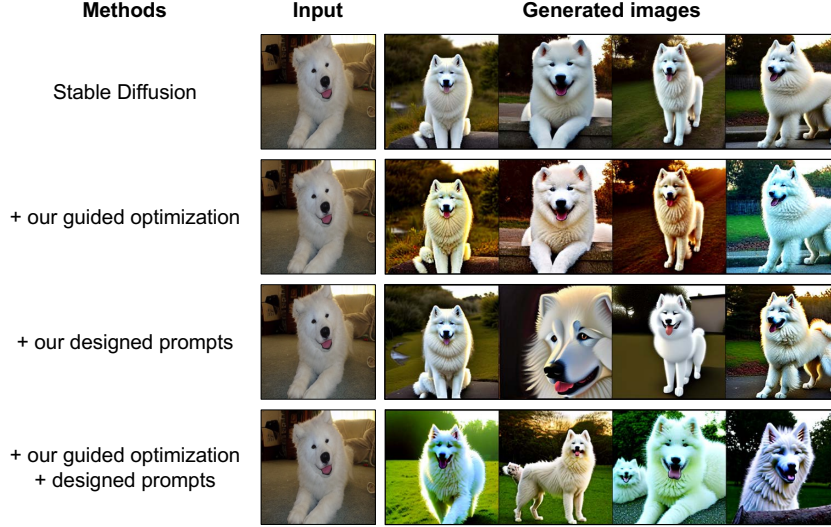 Methods Input Generated images
Stable Diffusion
+ our guided optimization
+ our designed prompts
+ our guided optimization
+ designed prompts